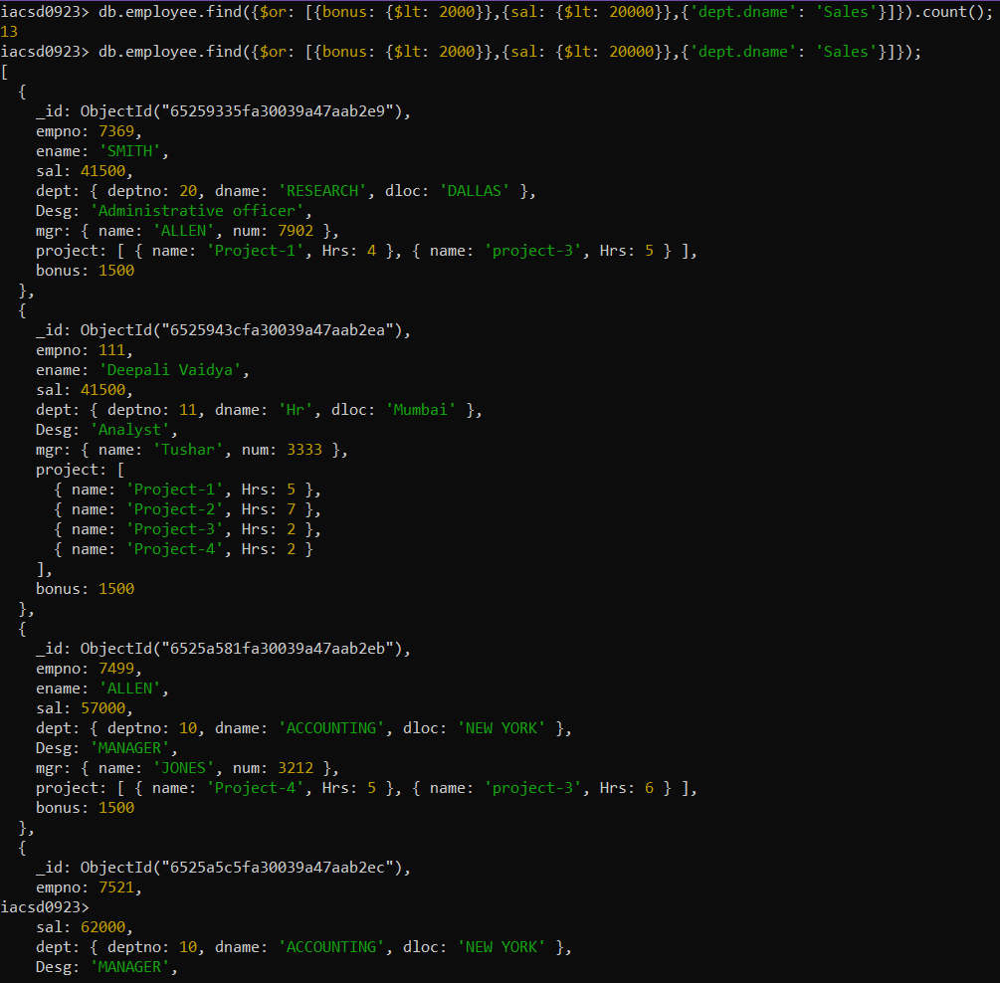 iacsd0923> db.employee.find({$or: [{bonus: {$lt: 2000}},{sal: {$lt: 20000}},{'dept.dname': 'Sales'}]}).count();
13
iacsd0923> db.employee.find({$or: [{bonus: {$lt: 2000}},{sal: {$lt: 20000}},{'dept.dname': 'Sales'}]});
[
  {
    _id: ObjectId("65259335fa30039a47aab2e9"),
    empno: 7369,
    ename: 'SMITH',
    sal: 41500,
    dept: { deptno: 20, dname: 'RESEARCH', dloc: 'DALLAS' },
    Desg: 'Administrative officer',
    mgr: { name: 'ALLEN', num: 7902 },
    project: [ { name: 'Project-1', Hrs: 4 }, { name: 'project-3', Hrs: 5 } ],
    bonus: 1500
  },
  {
    _id: ObjectId("6525943cfa30039a47aab2ea"),
    empno: 111,
    ename: 'Deepali Vaidya',
    sal: 41500,
    dept: { deptno: 11, dname: 'Hr', dloc: 'Mumbai' },
    Desg: 'Analyst',
    mgr: { name: 'Tushar', num: 3333 },
    project: [
      { name: 'Project-1', Hrs: 5 },
      { name: 'Project-2', Hrs: 7 },
      { name: 'Project-3', Hrs: 2 },
      { name: 'Project-4', Hrs: 2 }
    ],
    bonus: 1500
  },
  {
    _id: ObjectId("6525a581fa30039a47aab2eb"),
    empno: 7499,
    ename: 'ALLEN',
    sal: 57000,
    dept: { deptno: 10, dname: 'ACCOUNTING', dloc: 'NEW YORK' },
    Desg: 'MANAGER',
    mgr: { name: 'JONES', num: 3212 },
    project: [ { name: 'Project-4', Hrs: 5 }, { name: 'project-3', Hrs: 6 } ],
    bonus: 1500
  },
  {
    _id: ObjectId("6525a5c5fa30039a47aab2ec"),
    empno: 7521,
iacsd0923>
    sal: 62000,
    dept: { deptno: 10, dname: 'ACCOUNTING', dloc: 'NEW YORK' },
    Desg: 'MANAGER',